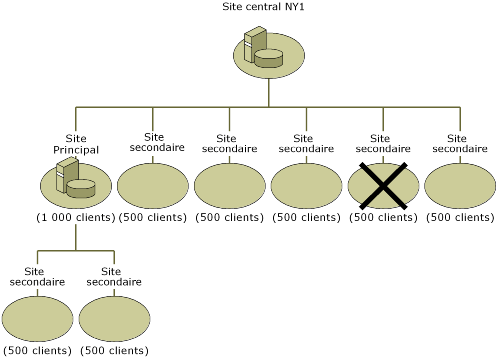 Site central NY1
Site
Principal
Site
secondaire
Site
secondaire
Site
secondaire
Site
secondaire
Site
secondaire
(1 000 clients)
(500 clients)
(500 clients)
(500 clients)
(500 clients)
(500 clients)
Site
secondaire
Site
secondaire
(500 clients)
(500 clients)